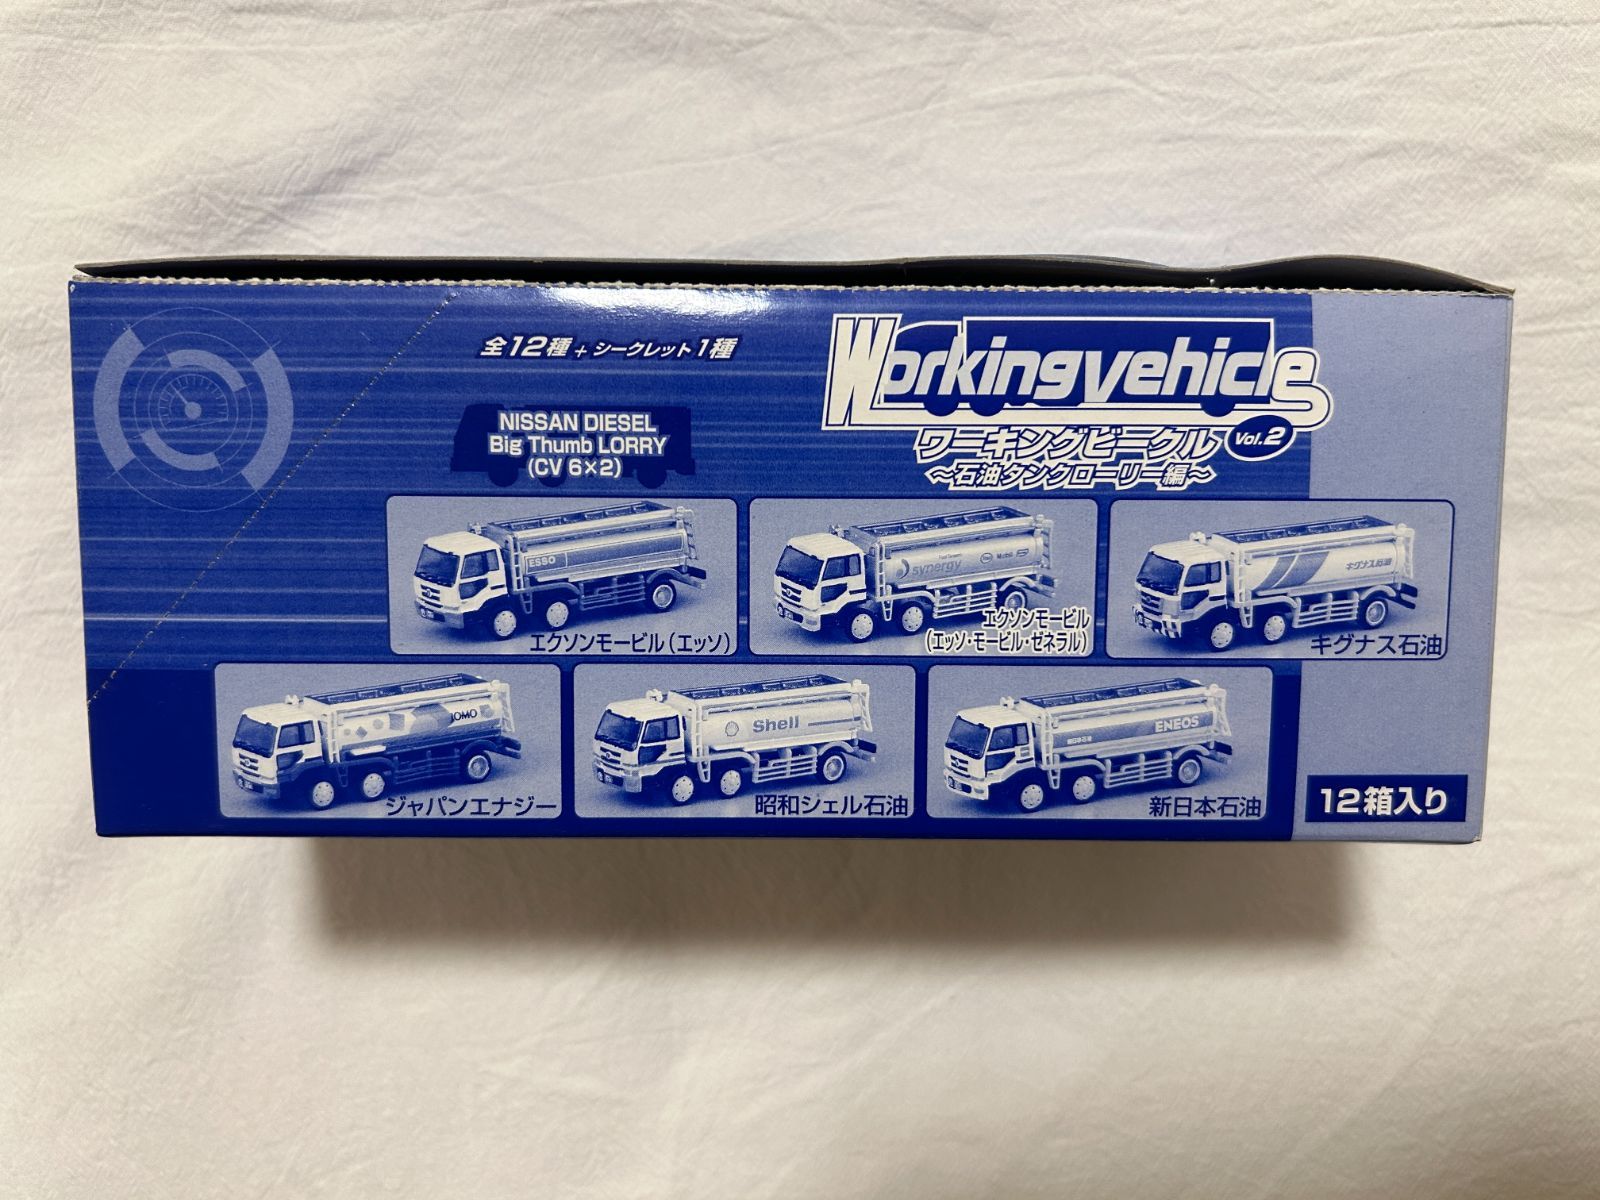 全12種+シークレット1種
Workingvehicles
ワーキングビークル Vol.2
~石油タンクローリー編~
NISSAN DIESEL
Big Thumb LORRY
(CV 6×2)
ESSO
エクソンモービル(エッソ)
synergy
Mobil
エクソンモービル
(エッソ・モービル・ゼネラル)
キグナス石油
キグナス石油
JOMO
ジャパンエナジー
Shell
昭和シェル石油
ENEOS
新日本石油
12箱入り